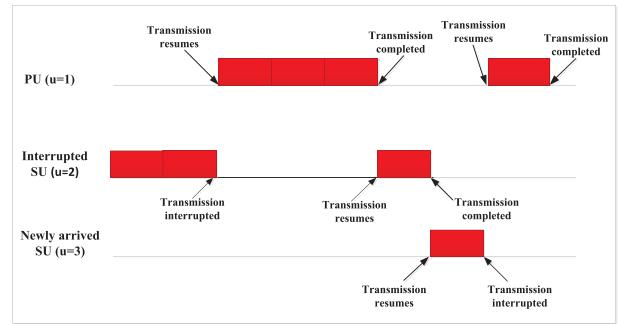 Transmission
resumes
Transmission
completed
Transmission
resumes
Transmission
completed
PU (u=1)
Interrupted
SU (u=2)
Transmission
interrupted
Transmission
resumes
Transmission
completed
Newly arrived
SU (u=3)
Transmission
resumes
Transmission
interrupted